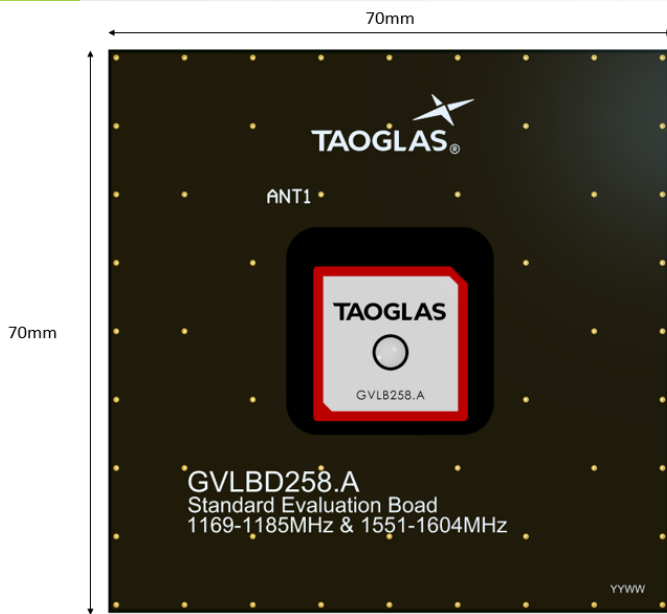 70mm
TAOGLAS®
ANT1
70mm
TAOGLAS
GVLB258.A
GVLBD258.A
Standard Evaluation Boad
1169-1185MHz & 1551-1604MHz
YYWW